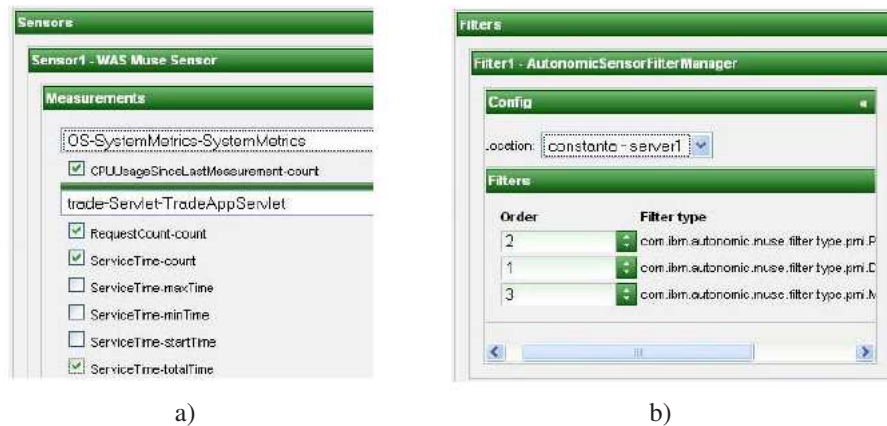 Sensors
Sensor1 - WAS Muse Sensor
Measurements
OS-SystemMetrics-SystemMetrics
CPUUsageSinceLastMeasurement-count
trade-Servlet-TradeAppServlet
RequestCount-count
ServiceTime-count
ServiceTime-maxTime
ServiceTime-minTime
ServiceTime-startTime
ServiceTime-totalTime
a)
Filters
Filter1 - AutonomicSensorFilterManager
Config «
Location: constanta - server1
Filters
Order Filter type
2 com.ibm.autonomic.muse.filter.type.pmi.P
1 com.ibm.autonomic.muse.filter.type.pmi.D
3 com.ibm.autonomic.muse.filter.type.pmi.M
b)